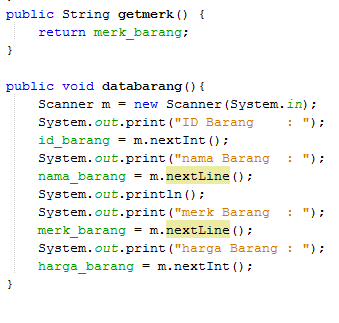 public String getmerk() {
    return merk_barang;
}

public void databarang(){
    Scanner m = new Scanner(System.in);
    System.out.print("ID Barang    : ");
    id_barang = m.nextInt();
    System.out.print("nama Barang  : ");
    nama_barang = m.nextLine();
    System.out.println();
    System.out.print("merk Barang  : ");
    merk_barang = m.nextLine();
    System.out.print("harga Barang : ");
    harga_barang = m.nextInt();
}